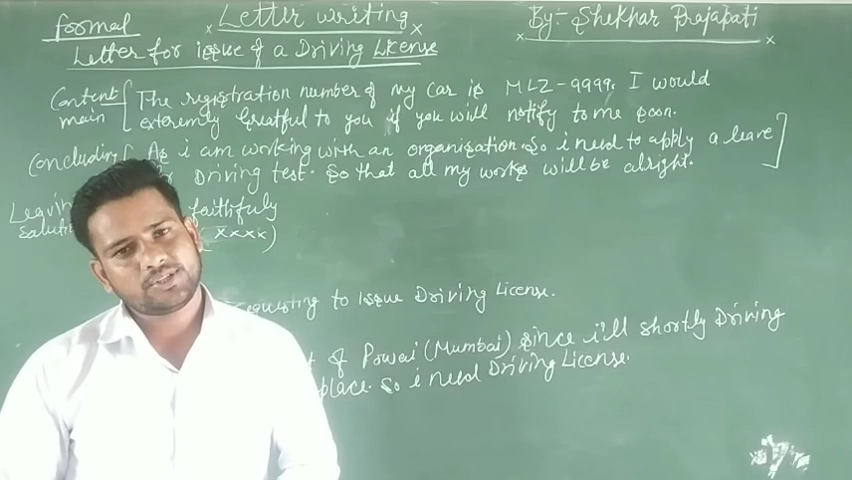 formal
Letter writing
By:- Shekhar Prajapati
Letter for issue of a Driving License
Content main
The registration number of my car is MLZ-9999. I would
extremly greatful to you if you will notify to me soon.
Concluding
As i am working with an organization. So i need to apply a leave
Driving test. So that all my works will be alright.
faithfuly
(xxxx)
to Issue Driving License.
of Powai (Mumbai) since i'll shortly Driving
place. So i need Driving License.